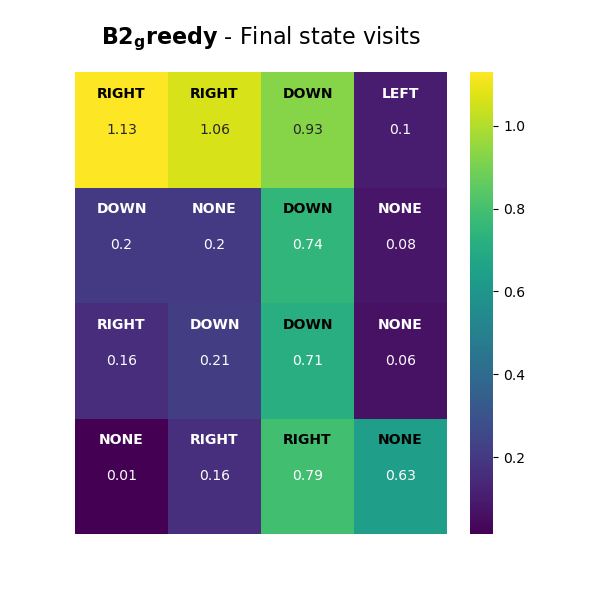 B2greedy - Final state visits
RIGHT RIGHT DOWN LEFT
1.13 1.06 0.93 0.1
1.0
DOWN NONE DOWN NONE
0.8
0.2 0.2 0.74 0.08
0.6
RIGHT DOWN DOWN NONE
0.16 0.21 0.71 0.06
0.4
NONE RIGHT RIGHT NONE
0.2
0.01 0.16 0.79 0.63